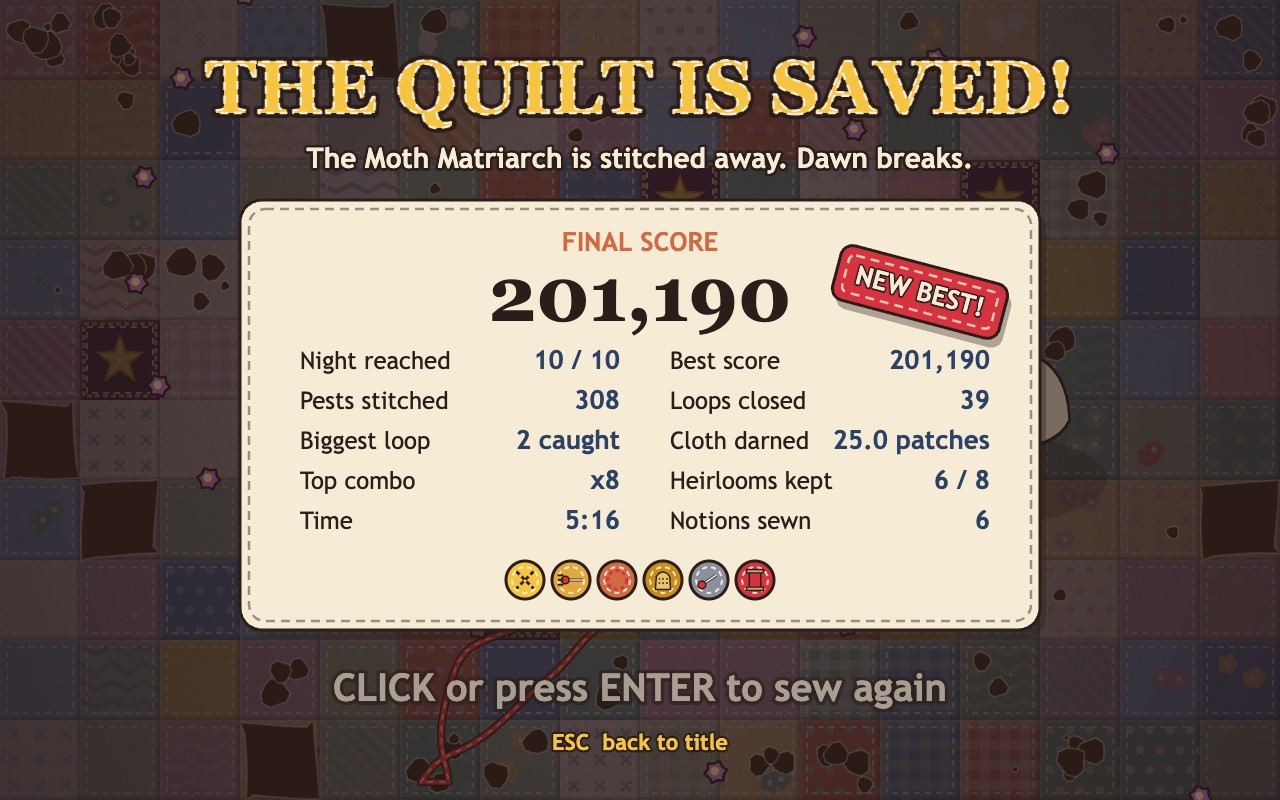 THE QUILT IS SAVED!
The Moth Matriarch is stitched away. Dawn breaks.
FINAL SCORE
201,190
NEW BEST!
Night reached 10 / 10 Best score 201,190
Pests stitched 308 Loops closed 39
Biggest loop 2 caught Cloth darned 25.0 patches
Top combo x8 Heirlooms kept 6 / 8
Time 5:16 Notions sewn 6
CLICK or press ENTER to sew again
ESC back to title